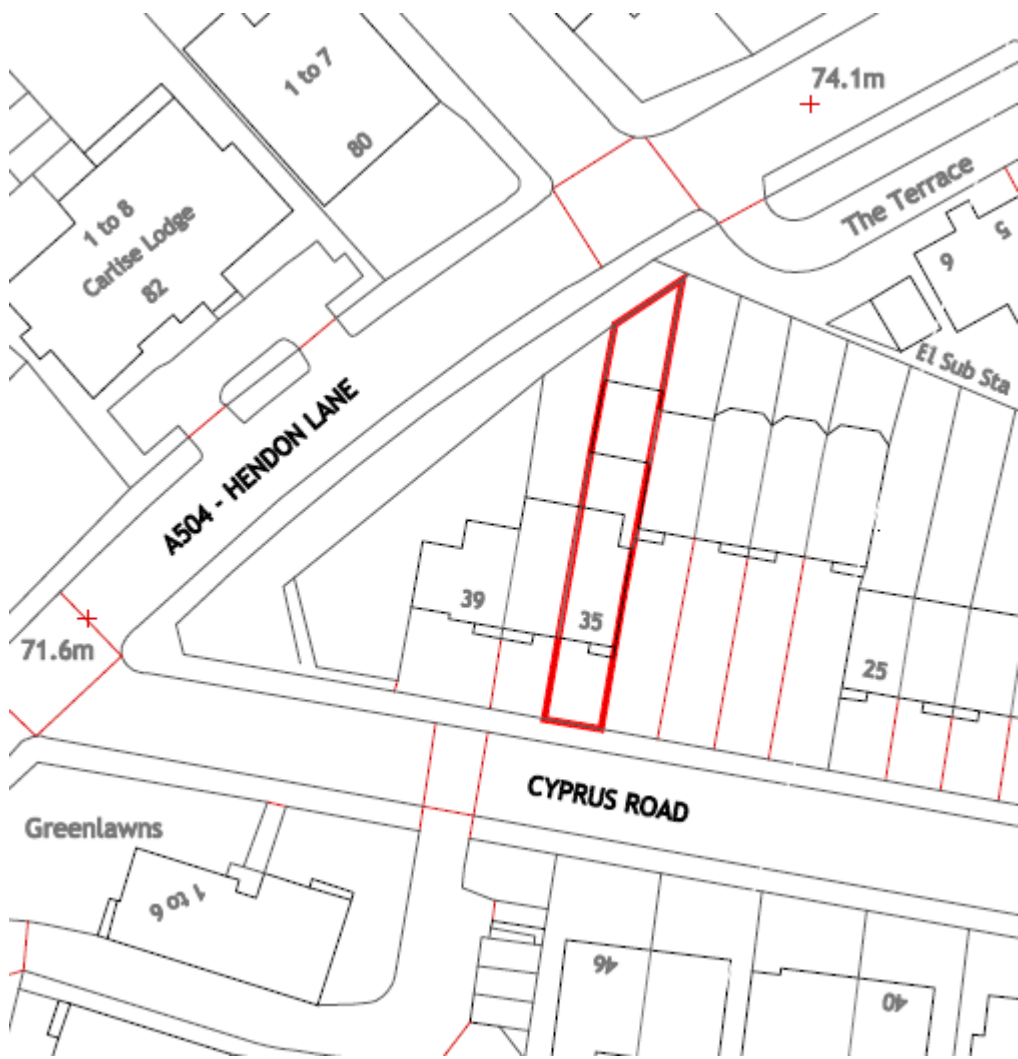 1 to 7
80
74.1m
The Terrace
5
6
El Sub Sta
1 to 8
Carlise Lodge
82
A504 - HENDON LANE
39
35
25
71.6m
CYPRUS ROAD
Greenlawns
1 to 6
46
40